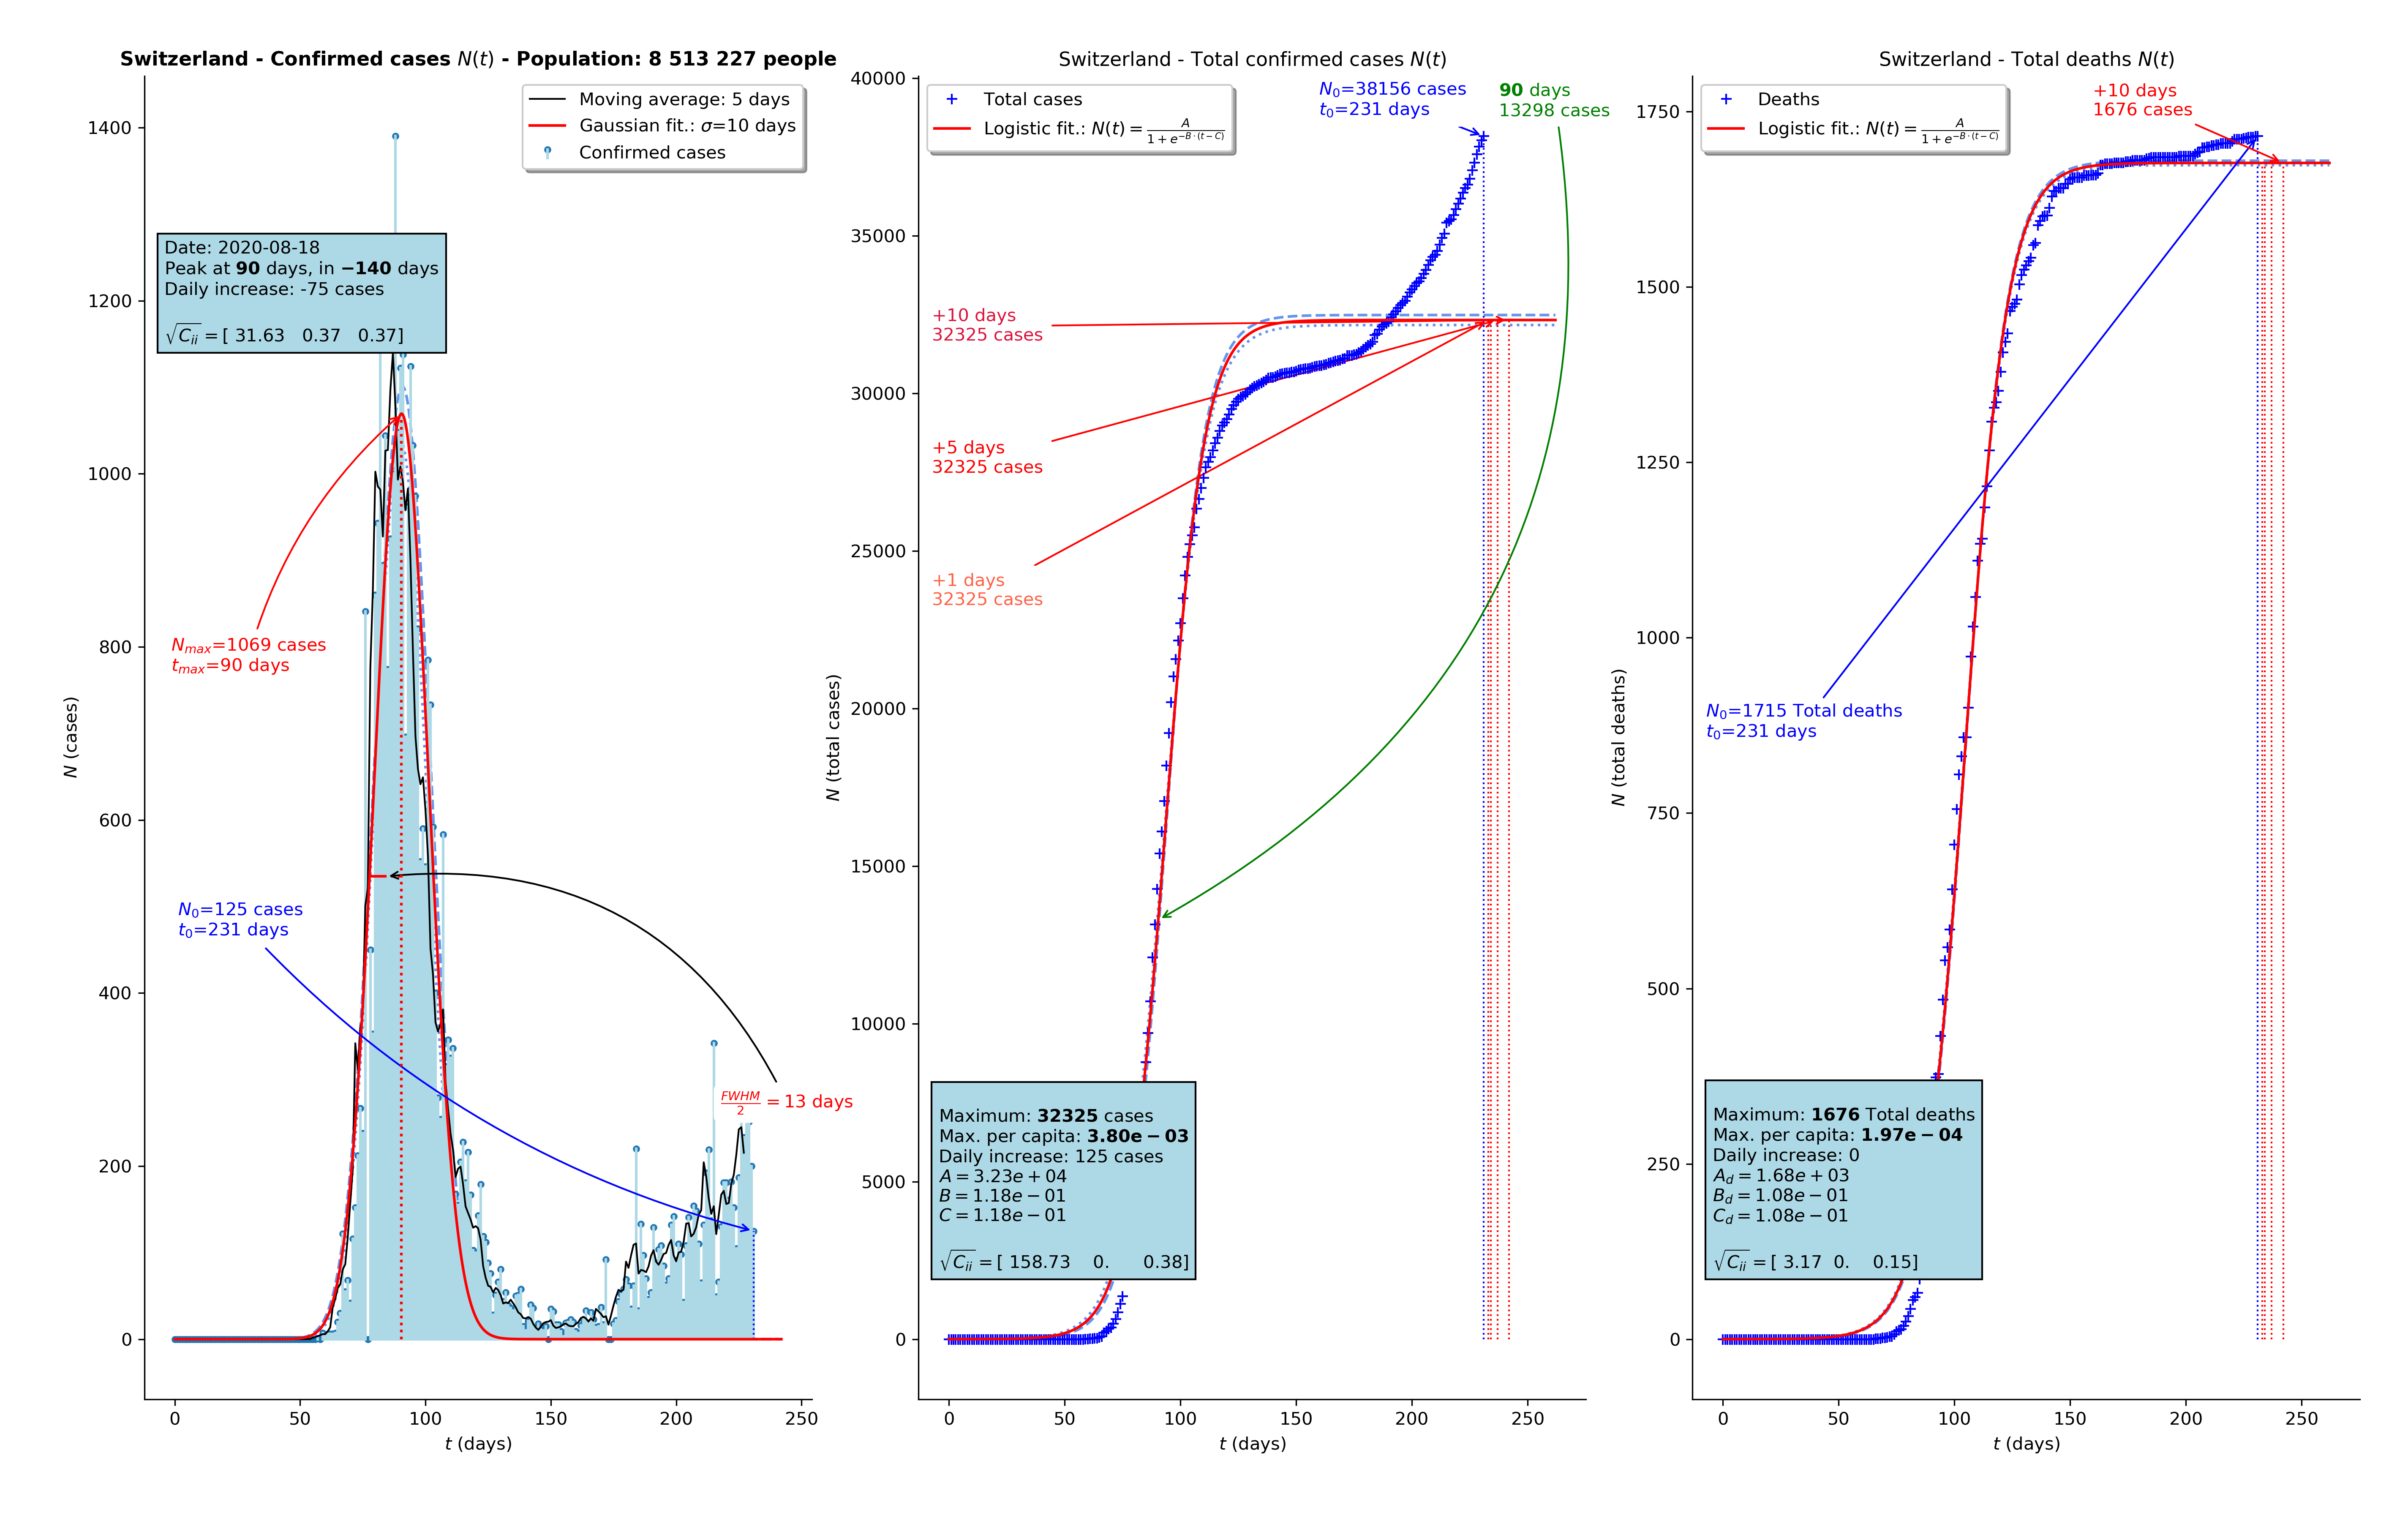 Switzerland - Confirmed cases N(t) - Population: 8 513 227 people
Moving average: 5 days
Gaussian fit.: σ=10 days
Confirmed cases
Date: 2020-08-18
Peak at 90 days, in −140 days
Daily increase: -75 cases
√C_ii = [ 31.63 0.37 0.37]
N_max=1069 cases
t_max=90 days
N_0=125 cases
t_0=231 days
FWHM/2 = 13 days
N (cases)
1400
1200
1000
800
600
400
200
0
0 50 100 150 200 250
t (days)
Switzerland - Total confirmed cases N(t)
Total cases
Logistic fit.: N(t) = A/(1+e^{−B·(t−C)})
N_0=38156 cases
t_0=231 days
90 days
13298 cases
+10 days
32325 cases
+5 days
32325 cases
+1 days
32325 cases
Maximum: 32325 cases
Max. per capita: 3.80e − 03
Daily increase: 125 cases
A = 3.23e + 04
B = 1.18e − 01
C = 1.18e − 01
√C_ii = [ 158.73 0. 0.38]
N (total cases)
40000
35000
30000
25000
20000
15000
10000
5000
0
0 50 100 150 200 250
t (days)
Switzerland - Total deaths N(t)
Deaths
Logistic fit.: N(t) = A/(1+e^{−B·(t−C)})
+10 days
1676 cases
N_0=1715 Total deaths
t_0=231 days
Maximum: 1676 Total deaths
Max. per capita: 1.97e − 04
Daily increase: 0
A_d = 1.68e + 03
B_d = 1.08e − 01
C_d = 1.08e − 01
√C_ii = [ 3.17 0. 0.15]
N (total deaths)
1750
1500
1250
1000
750
500
250
0
0 50 100 150 200 250
t (days)